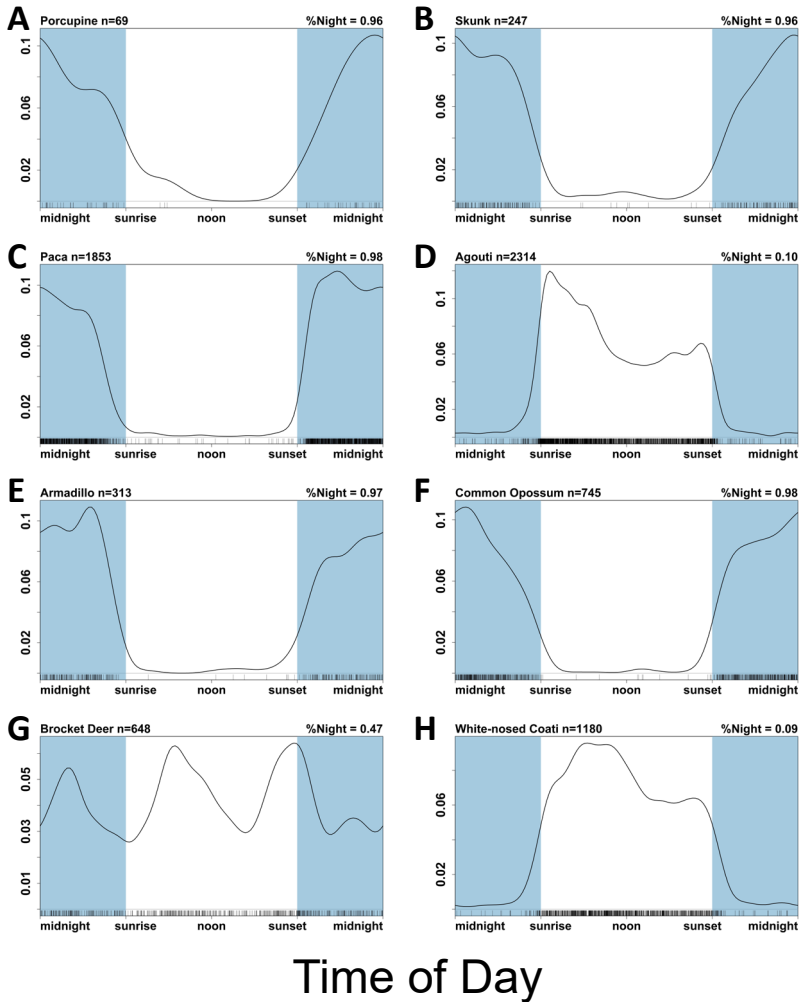 A
Porcupine n=69 %Night = 0.96
0.1
0.06
0.02
midnight sunrise noon sunset midnight
B
Skunk n=247 %Night = 0.96
0.1
0.06
0.02
midnight sunrise noon sunset midnight
C
Paca n=1853 %Night = 0.98
0.1
0.06
0.02
midnight sunrise noon sunset midnight
D
Agouti n=2314 %Night = 0.10
0.1
0.06
0.02
midnight sunrise noon sunset midnight
E
Armadillo n=313 %Night = 0.97
0.1
0.06
0.02
midnight sunrise noon sunset midnight
F
Common Opossum n=745 %Night = 0.98
0.1
0.06
0.02
midnight sunrise noon sunset midnight
G
Brocket Deer n=648 %Night = 0.47
0.05
0.03
0.01
midnight sunrise noon sunset midnight
H
White-nosed Coati n=1180 %Night = 0.09
0.06
0.02
midnight sunrise noon sunset midnight
Time of Day